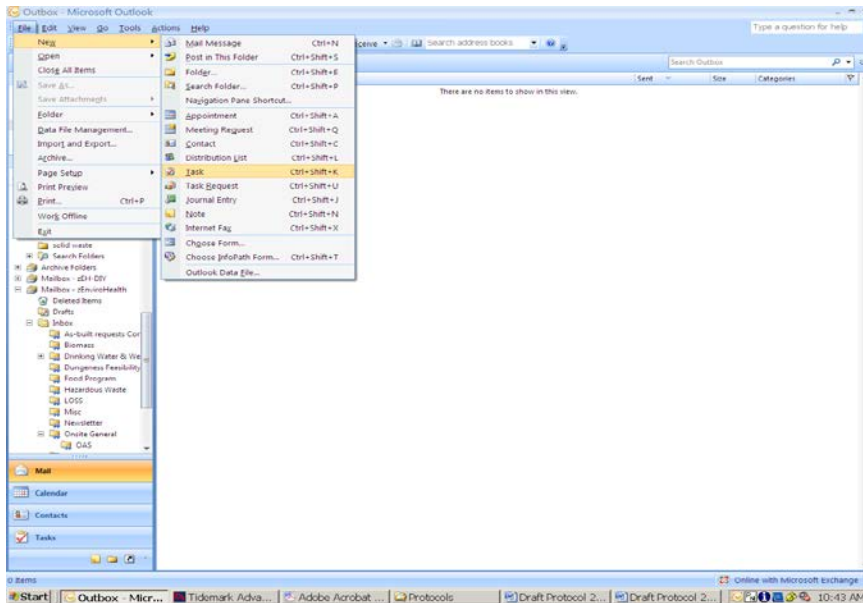 Outbox - Microsoft Outlook
File Edit View Go Tools Actions Help
Type a question for help
Search address books
Search Outbox
Sent Size Categories
There are no items to show in this view.
New
Open
Close All Items
Save As...
Save Attachments
Folder
Data File Management...
Import and Export...
Archive...
Page Setup
Print Preview
Print... Ctrl+P
Work Offline
Exit
Mail Message Ctrl+N
Post in This Folder Ctrl+Shift+S
Folder... Ctrl+Shift+E
Search Folder... Ctrl+Shift+P
Navigation Pane Shortcut...
Appointment Ctrl+Shift+A
Meeting Request Ctrl+Shift+Q
Contact Ctrl+Shift+C
Distribution List Ctrl+Shift+L
Task Ctrl+Shift+K
Task Request Ctrl+Shift+U
Journal Entry Ctrl+Shift+J
Note Ctrl+Shift+N
Internet Fax Ctrl+Shift+X
Choose Form...
Choose InfoPath Form... Ctrl+Shift+T
Outlook Data File...
solid waste
Search Folders
Archive Folders
Mailbox - zDH-DIY
Mailbox - zEnviroHealth
Deleted Items
Drafts
Inbox
As-built requests Cor
Biomass
Drinking Water & We
Dungeness Feasibility
Food Program
Hazardous Waste
LOSS
Misc
Newsletter
Onsite General
OAS
Mail
Calendar
Contacts
Tasks
0 Items
Online with Microsoft Exchange
Start
Outbox - Micr...
Tidemark Adva...
Adobe Acrobat ...
Protocols
Draft Protocol 2...
Draft Protocol 2...
10:43 AM